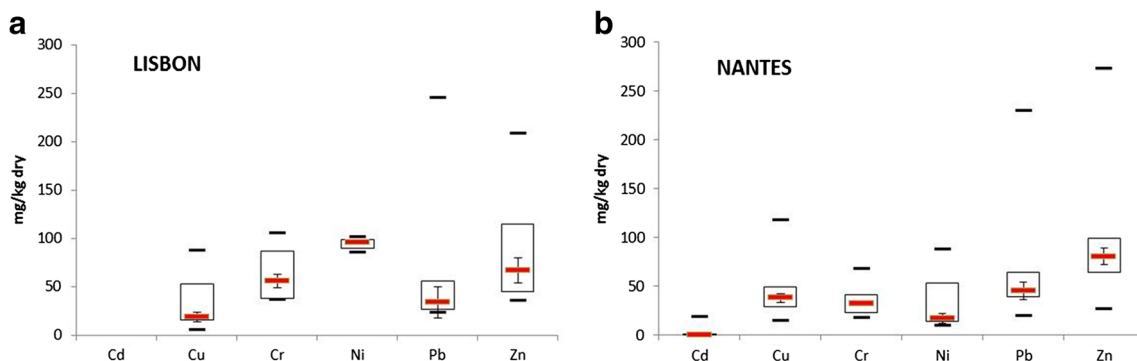 a
LISBON
mg/kg dry
300
250
200
150
100
50
0
Cd Cu Cr Ni Pb Zn
b
NANTES
mg/kg dry
300
250
200
150
100
50
0
Cd Cu Cr Ni Pb Zn